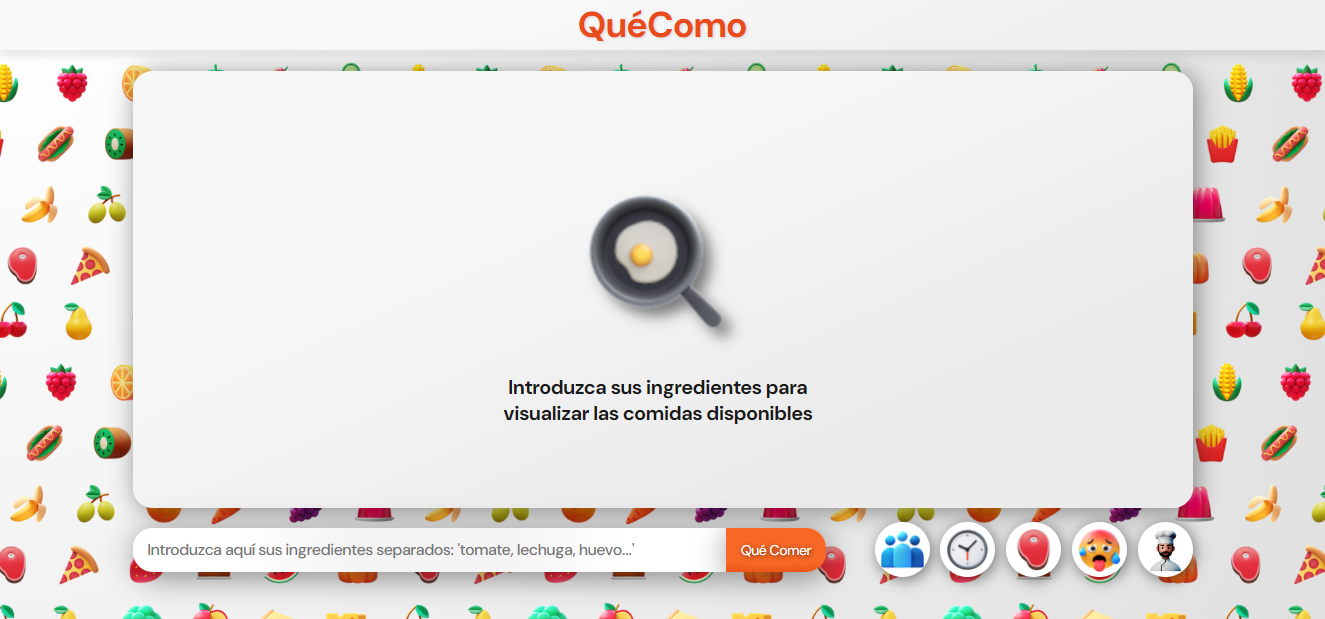 QuéComo
Introduzca sus ingredientes para
visualizar las comidas disponibles
Introduzca aquí sus ingredientes separados: 'tomate, lechuga, huevo...'
Qué Comer